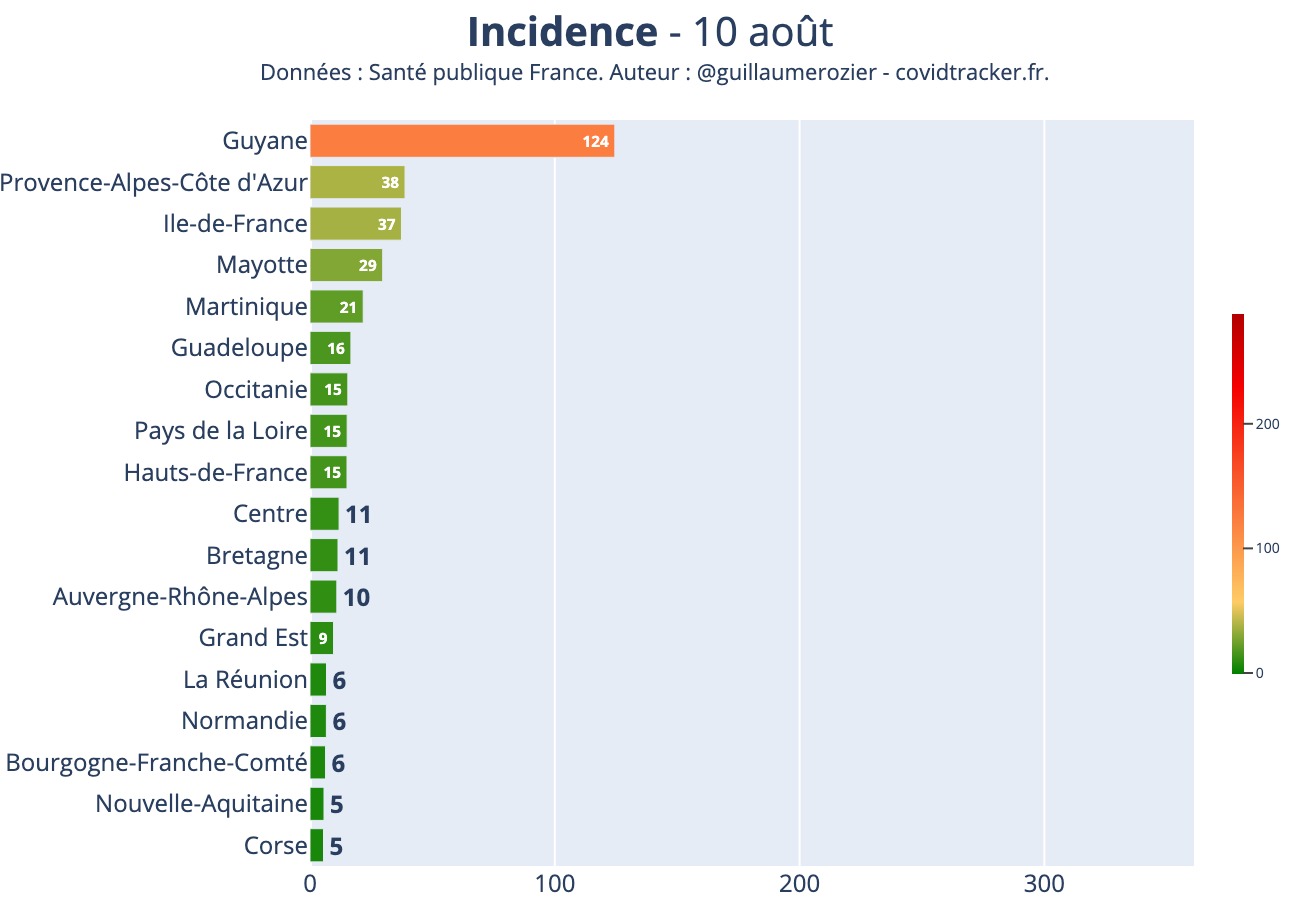 Incidence - 10 août
Données : Santé publique France. Auteur : @guillaumerozier - covidtracker.fr.
Guyane 124
Provence-Alpes-Côte d'Azur 38
Ile-de-France 37
Mayotte 29
Martinique 21
Guadeloupe 16
Occitanie 15
Pays de la Loire 15
Hauts-de-France 15
Centre 11
Bretagne 11
Auvergne-Rhône-Alpes 10
Grand Est 9
La Réunion 6
Normandie 6
Bourgogne-Franche-Comté 6
Nouvelle-Aquitaine 5
Corse 5
0 100 200 300
200
100
0